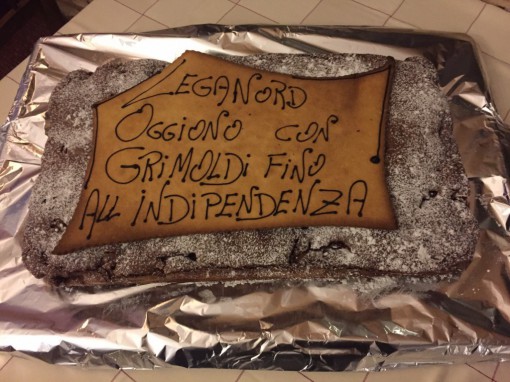 LEGANORD
OGGIONO CON
GRIMOLDI FINO
ALL INDIPENDENZA!